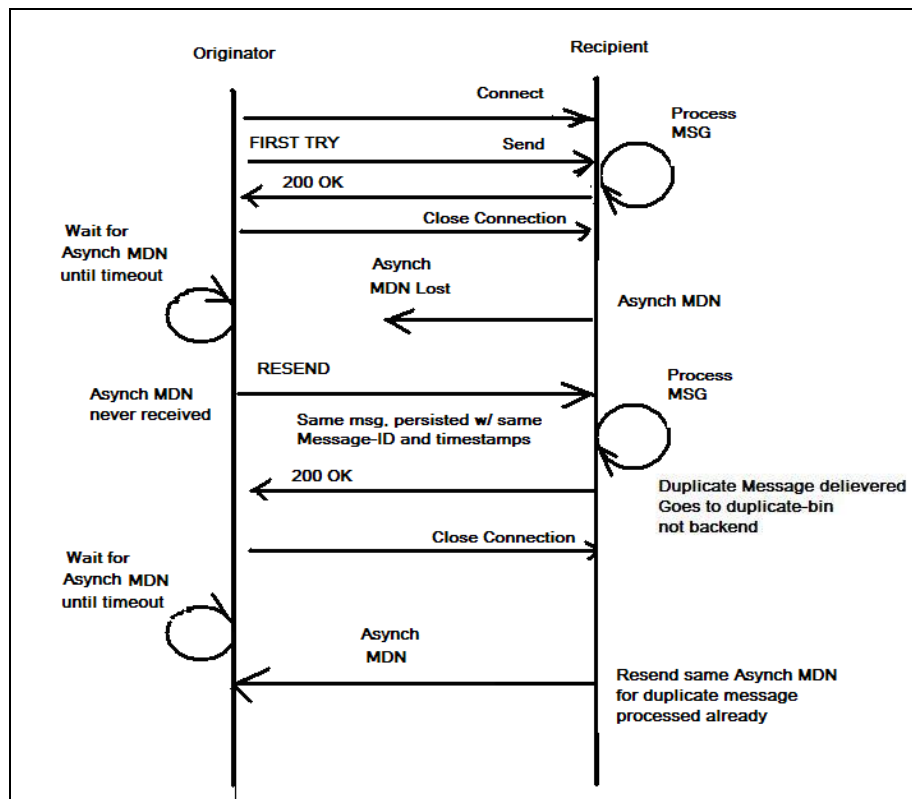 Originator
Recipient
Connect
Process
MSG
FIRST TRY
Send
200 OK
Close Connection
Wait for
Asynch MDN
until timeout
Asynch
MDN Lost
Asynch MDN
RESEND
Asynch MDN
never received
Process
MSG
Same msg, persisted w/ same
Message-ID and timestamps
200 OK
Duplicate Message delievered
Goes to duplicate-bin
not backend
Close Connection
Wait for
Asynch MDN
until timeout
Asynch
MDN
Resend same Asynch MDN
for duplicate message
processed already